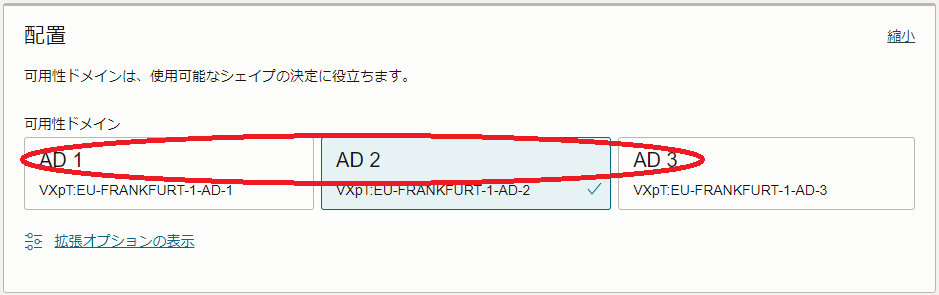 配置
縮小
可用性ドメインは、使用可能なシェイプの決定に役立ちます。
可用性ドメイン
AD 1
VXpT:EU-FRANKFURT-1-AD-1
AD 2
VXpT:EU-FRANKFURT-1-AD-2
AD 3
VXpT:EU-FRANKFURT-1-AD-3
拡張オプションの表示